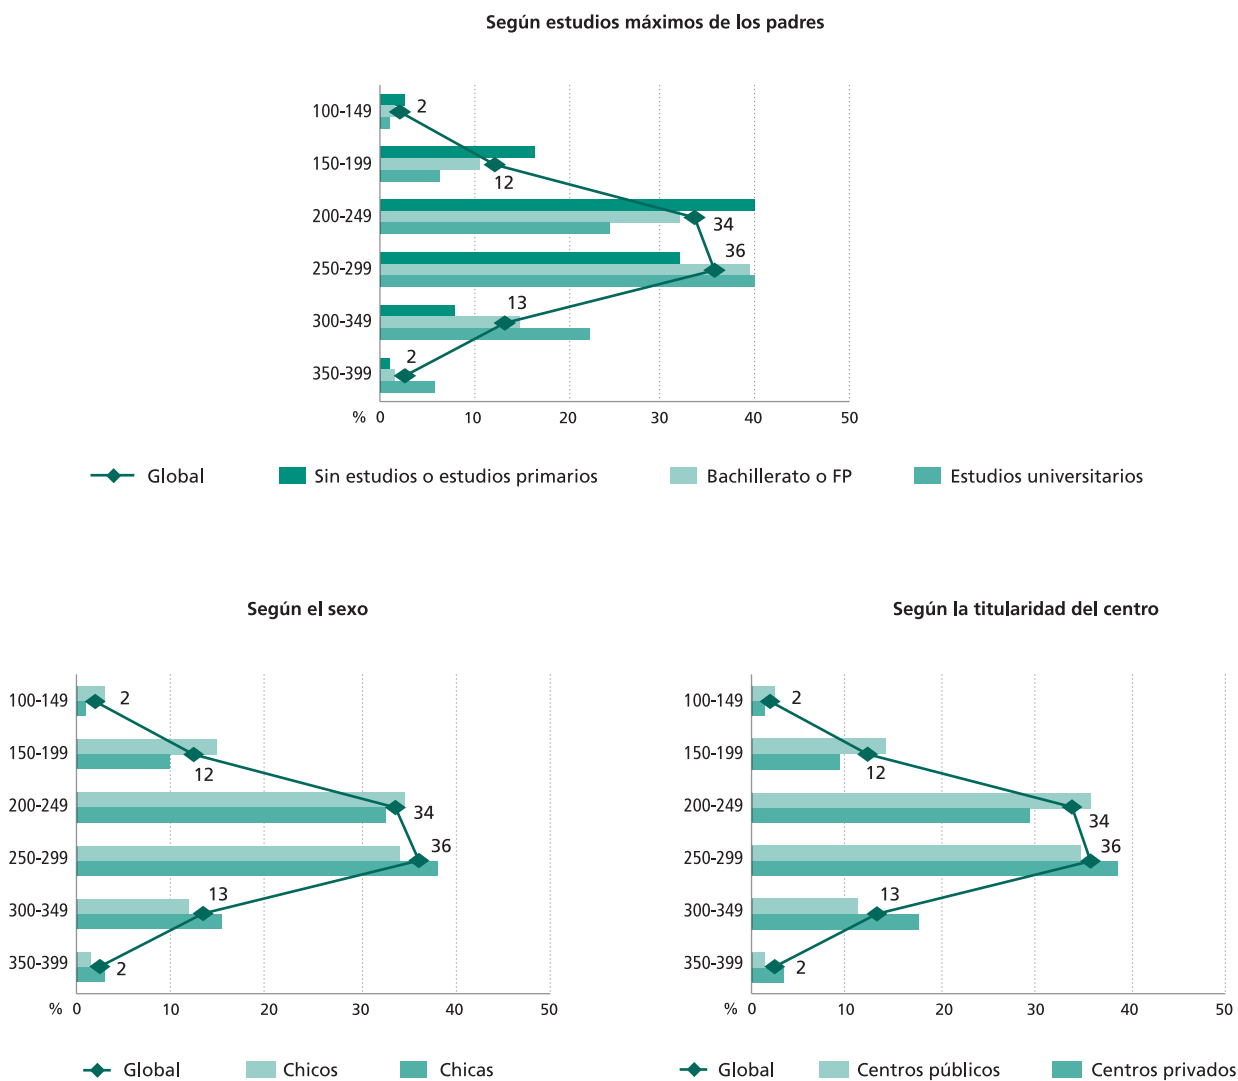 Según estudios máximos de los padres
100-149 2
150-199 12
200-249 34
250-299 36
300-349 13
350-399 2
% 0 10 20 30 40 50
Global Sin estudios o estudios primarios Bachillerato o FP Estudios universitarios
Según el sexo
100-149 2
150-199 12
200-249 34
250-299 36
300-349 13
350-399 2
% 0 10 20 30 40 50
Global Chicos Chicas
Según la titularidad del centro
100-149 2
150-199 12
200-249 34
250-299 36
300-349 13
350-399 2
% 0 10 20 30 40 50
Global Centros públicos Centros privados